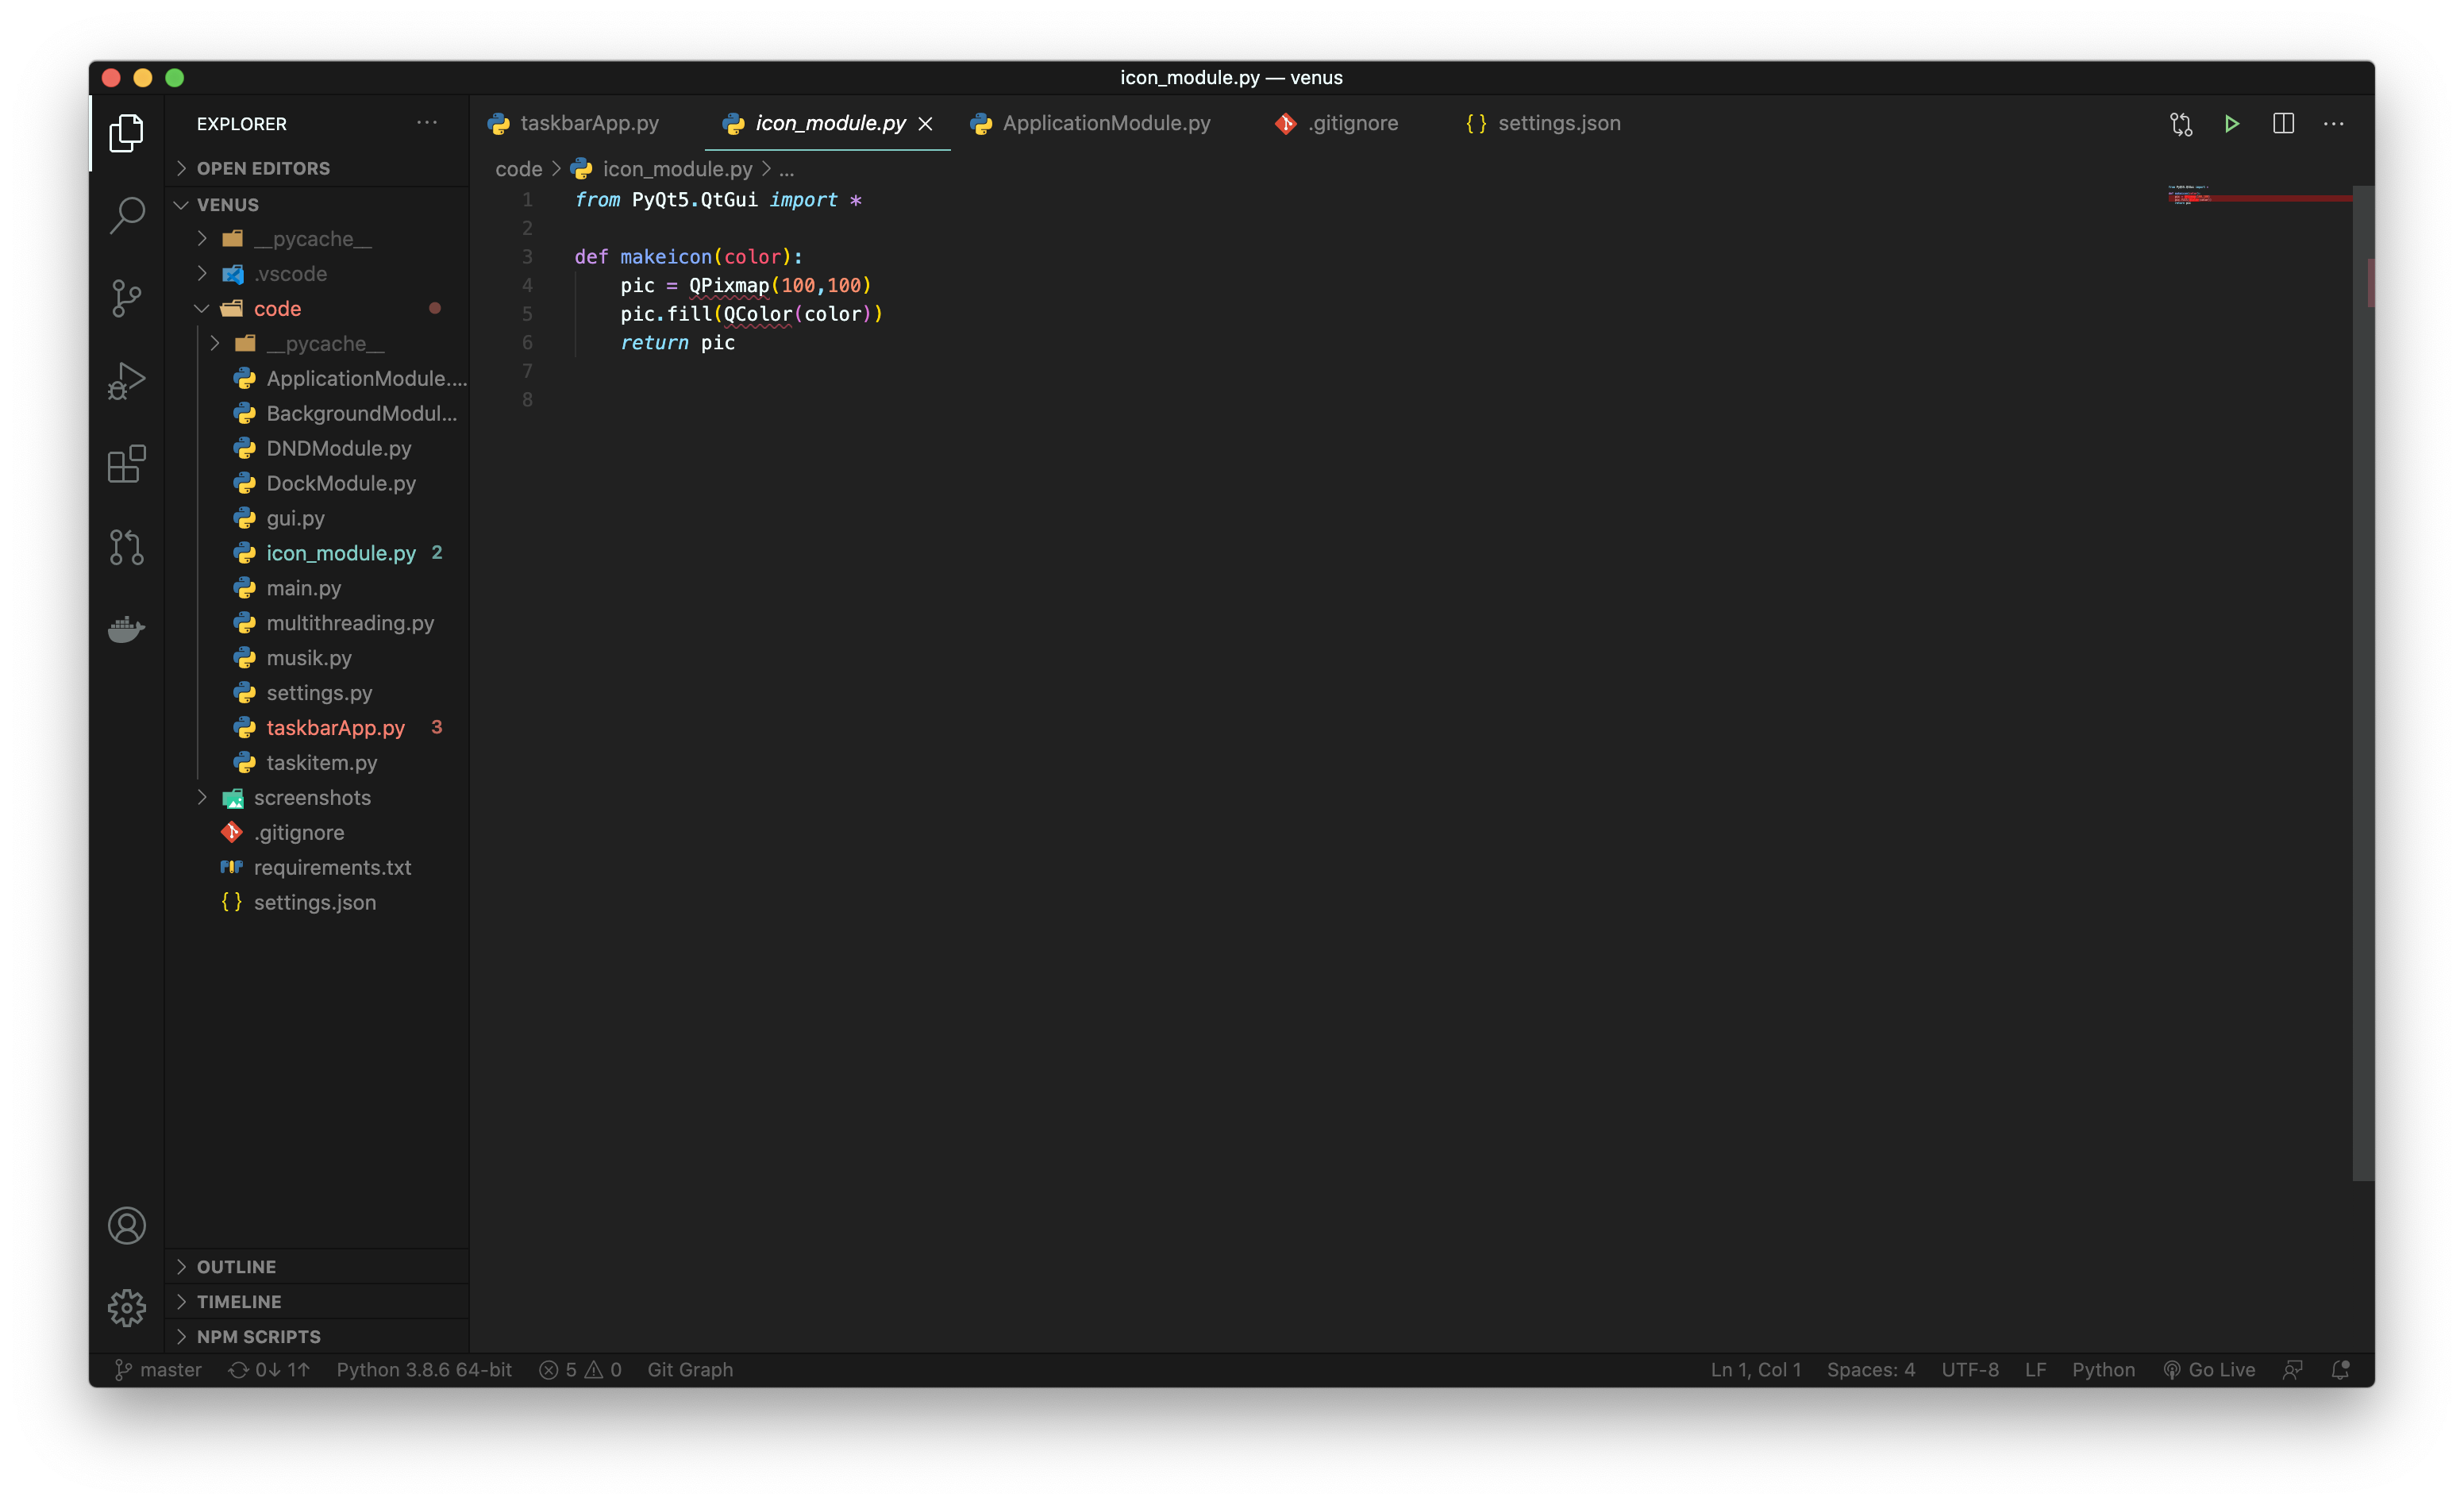 icon_module.py — venus
EXPLORER
···
OPEN EDITORS
VENUS
__pycache__
.vscode
code
__pycache__
ApplicationModule....
BackgroundModul...
DNDModule.py
DockModule.py
gui.py
icon_module.py 2
main.py
multithreading.py
musik.py
settings.py
taskbarApp.py 3
taskitem.py
screenshots
.gitignore
requirements.txt
{ } settings.json
OUTLINE
TIMELINE
NPM SCRIPTS
taskbarApp.py icon_module.py ApplicationModule.py .gitignore { } settings.json
code > icon_module.py > ...
1 from PyQt5.QtGui import *
2
3 def makeicon(color):
4 pic = QPixmap(100,100)
5 pic.fill(QColor(color))
6 return pic
7
8
master 0↓ 1↑ Python 3.8.6 64-bit 5 0 Git Graph Ln 1, Col 1 Spaces: 4 UTF-8 LF Python Go Live